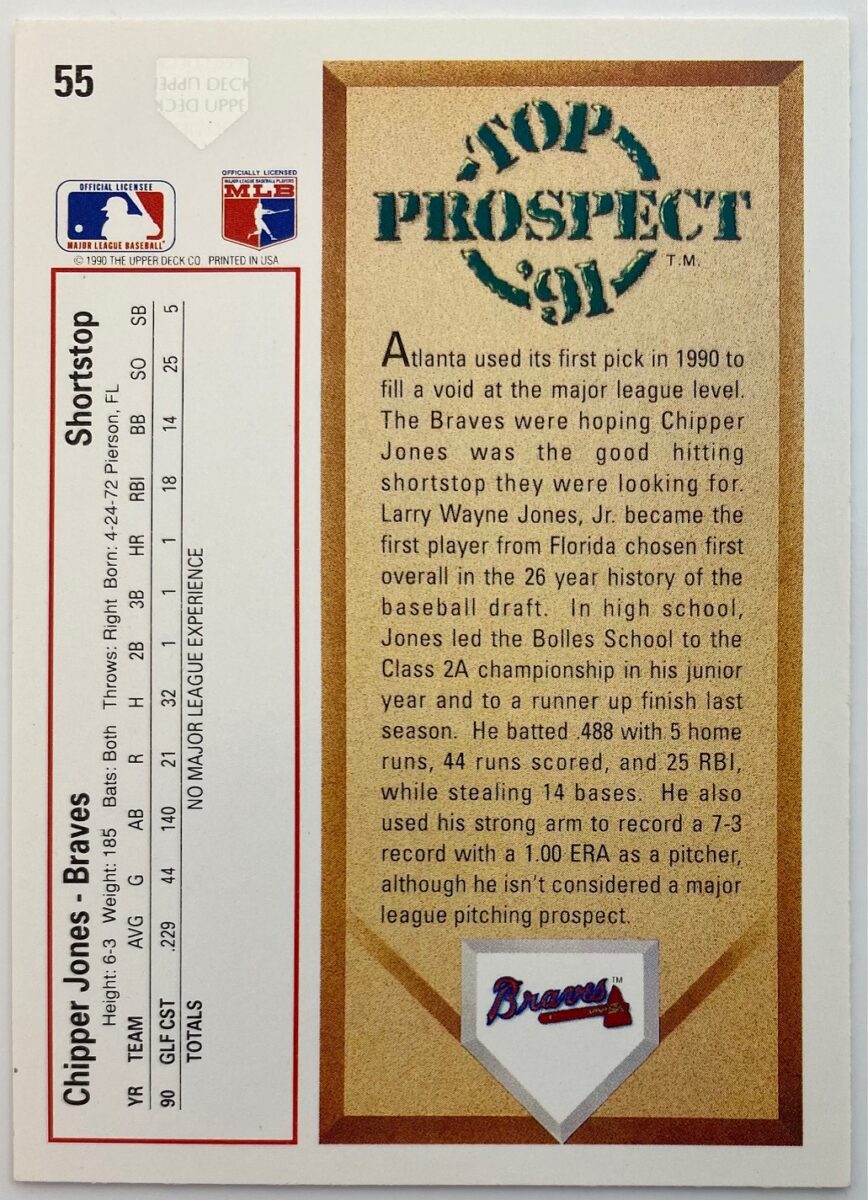 55
UPPER DECK
UPPER DECK
OFFICIAL LICENSEE
MAJOR LEAGUE BASEBALL
OFFICIALLY LICENSED
MAJOR LEAGUE BASEBALL PLAYERS
MLB
© 1990 THE UPPER DECK CO PRINTED IN USA
Chipper Jones - Braves Shortstop
Height: 6-3 Weight: 185 Bats: Both Throws: Right Born: 4-24-72 Pierson, FL
YR TEAM AVG G AB R H 2B 3B HR RBI BB SO SB
90 GLF CST .229 44 140 21 32 1 1 1 18 14 25 5
TOTALS NO MAJOR LEAGUE EXPERIENCE
TOP
PROSPECT
'91
T.M.
Atlanta used its first pick in 1990 to
fill a void at the major league level.
The Braves were hoping Chipper
Jones was the good hitting
shortstop they were looking for.
Larry Wayne Jones, Jr. became the
first player from Florida chosen first
overall in the 26 year history of the
baseball draft. In high school,
Jones led the Bolles School to the
Class 2A championship in his junior
year and to a runner up finish last
season. He batted .488 with 5 home
runs, 44 runs scored, and 25 RBI,
while stealing 14 bases. He also
used his strong arm to record a 7-3
record with a 1.00 ERA as a pitcher,
although he isn't considered a major
league pitching prospect.
Braves™